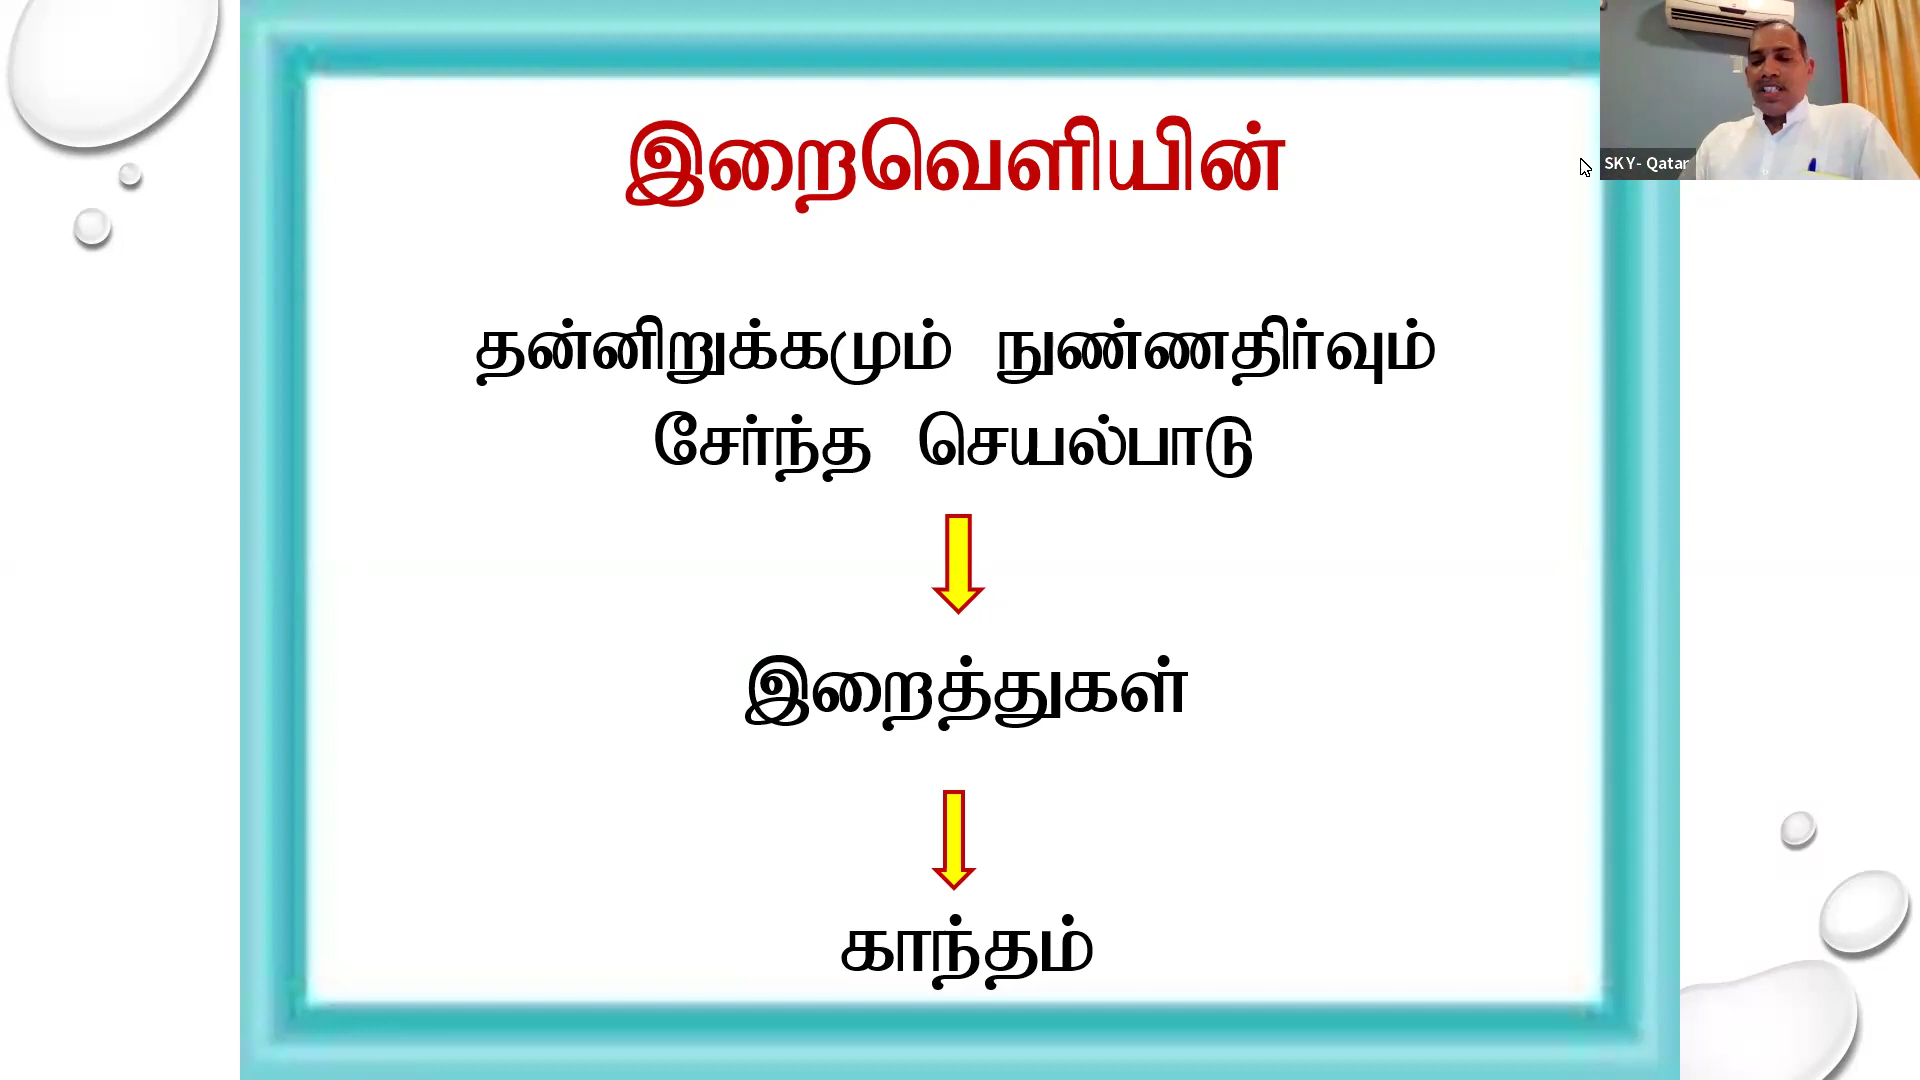 இறைவெளியின்
SKY- Qatar
தன்னிறுக்கமும் நுண்ணதிர்வும்
சேர்ந்த செயல்பாடு
இறைத்துகள்
காந்தம்